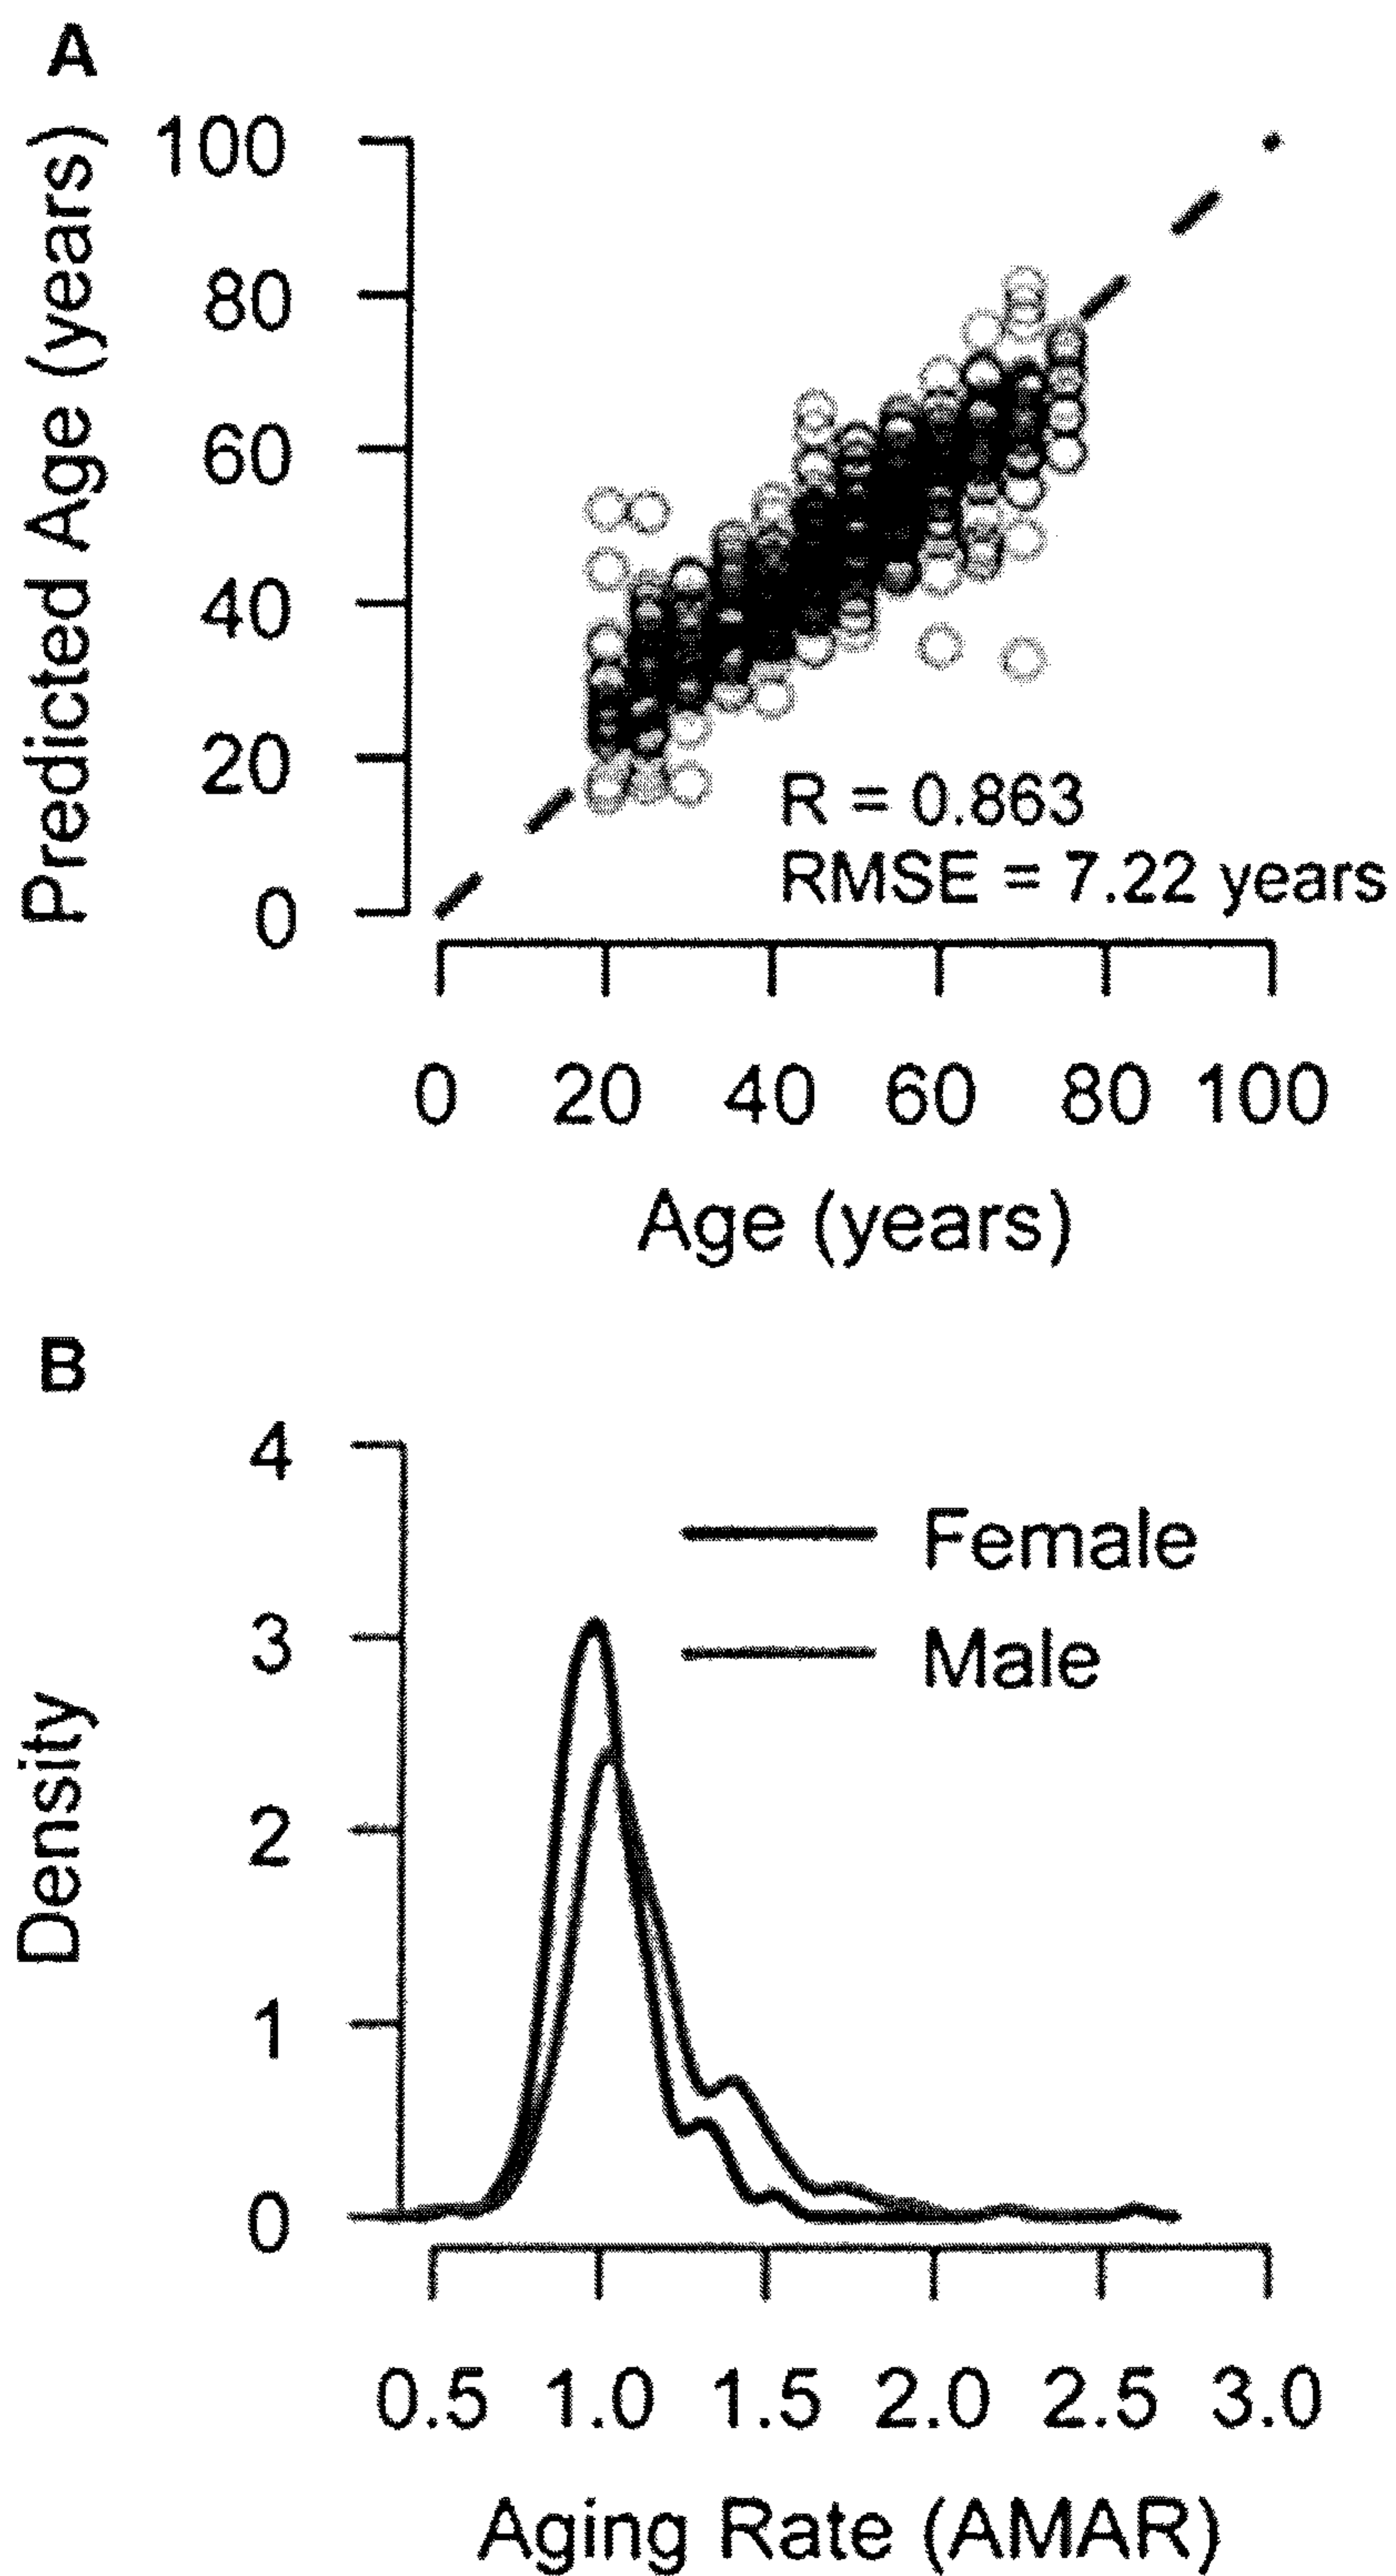 A
Predicted Age (years)
100
80
60
40
20
0
R = 0.863
RMSE = 7.22 years
0 20 40 60 80 100
Age (years)
B
Density
4
3
2
1
0
Female
Male
0.5 1.0 1.5 2.0 2.5 3.0
Aging Rate (AMAR)